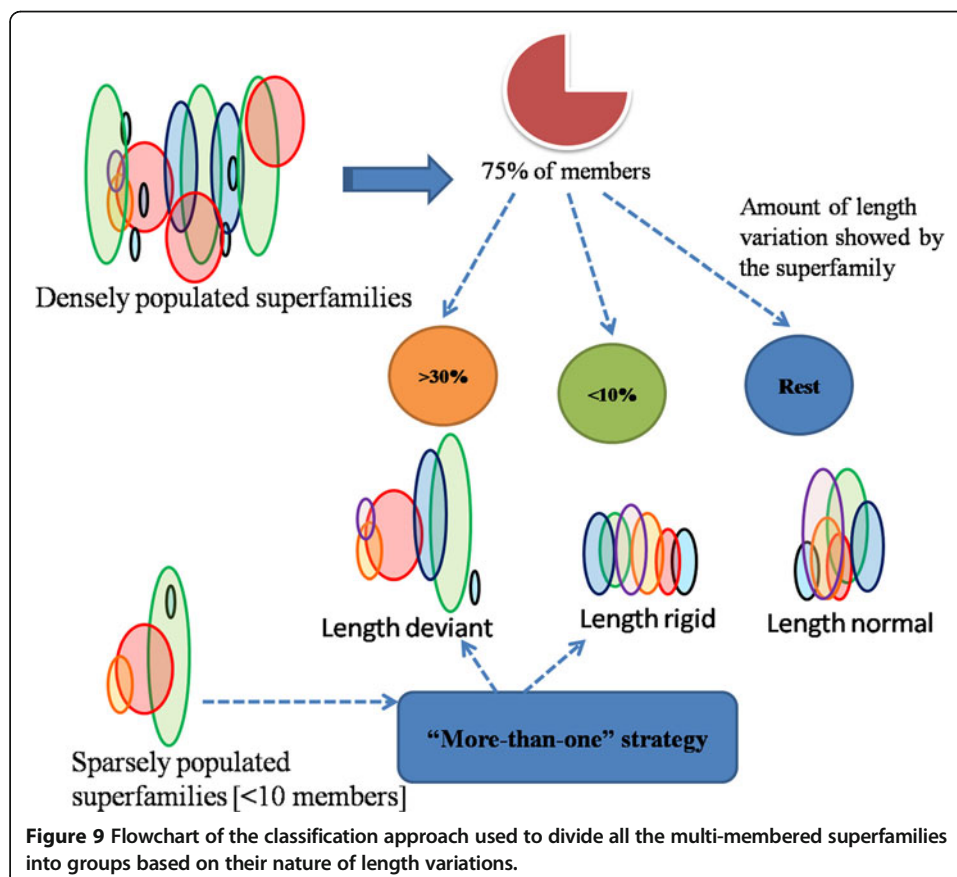 75% of members
Amount of length
variation showed by
the superfamily
Densely populated superfamilies
>30%
<10%
Rest
Length deviant
Length rigid
Length normal
"More-than-one" strategy
Sparsely populated
superfamilies [<10 members]
Figure 9 Flowchart of the classification approach used to divide all the multi-membered superfamilies
into groups based on their nature of length variations.